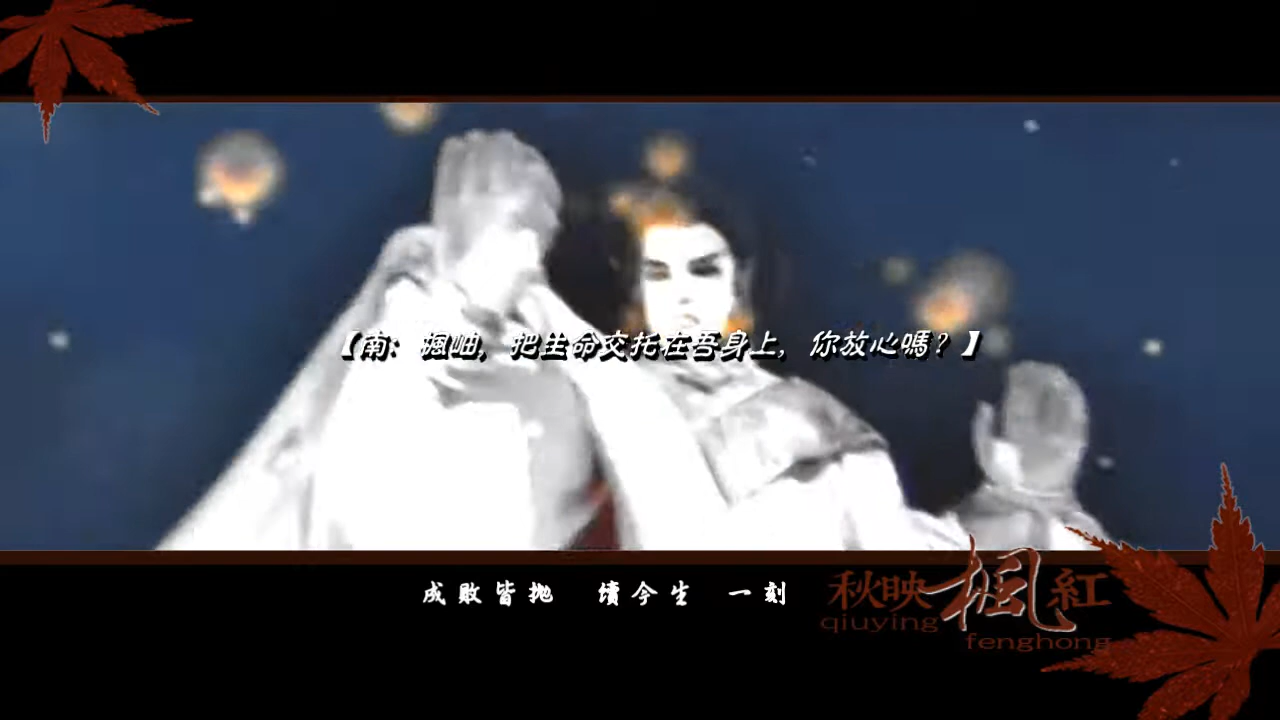 【南：楓岫，把生命交托在吾身上，你放心嗎？】
成敗皆拋 續今生 一刻
秋映楓紅
qiuying
fenghong